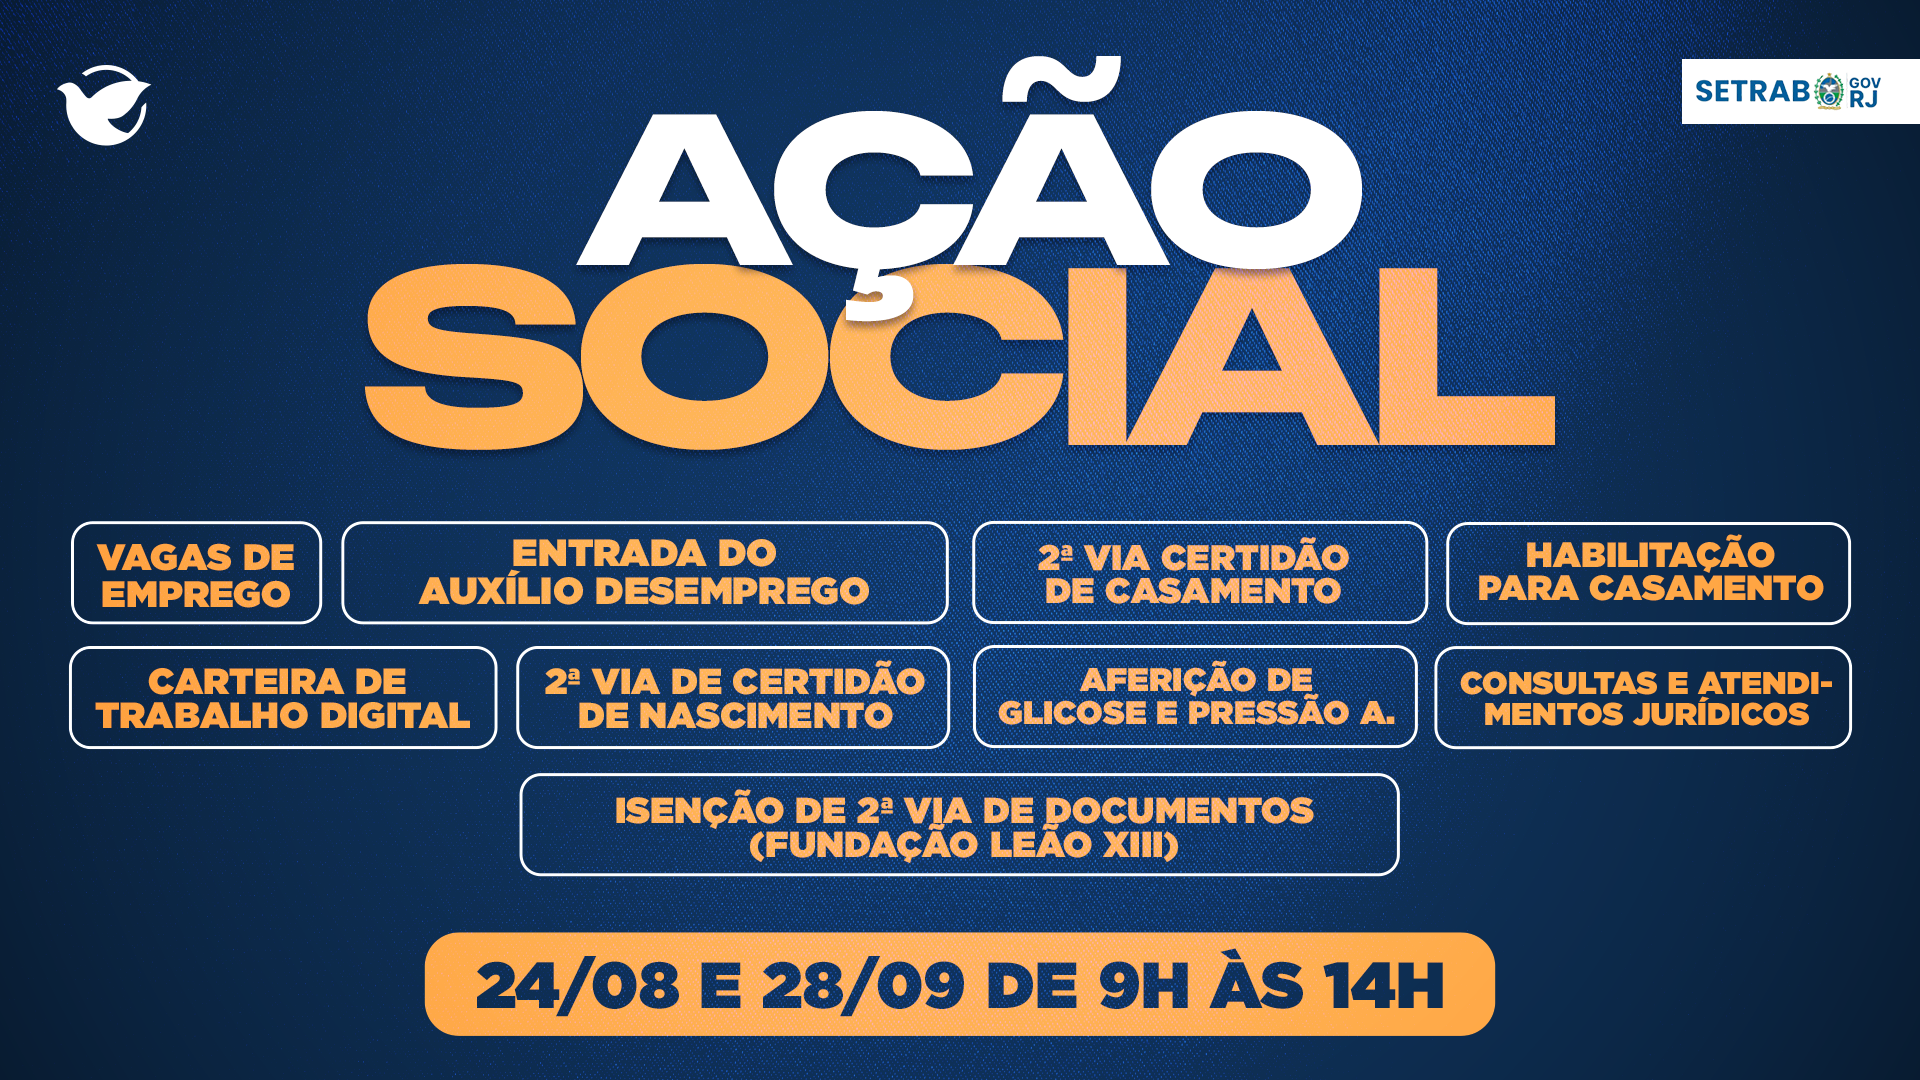 AÇÃO
SOCIAL
SETRAB GOV RJ
VAGAS DE
EMPREGO
ENTRADA DO
AUXÍLIO DESEMPREGO
2ª VIA CERTIDÃO
DE CASAMENTO
HABILITAÇÃO
PARA CASAMENTO
CARTEIRA DE
TRABALHO DIGITAL
2ª VIA DE CERTIDÃO
DE NASCIMENTO
AFERIÇÃO DE
GLICOSE E PRESSÃO A.
CONSULTAS E ATENDI-
MENTOS JURÍDICOS
ISENÇÃO DE 2ª VIA DE DOCUMENTOS
(FUNDAÇÃO LEÃO XIII)
24/08 E 28/09 DE 9H ÀS 14H